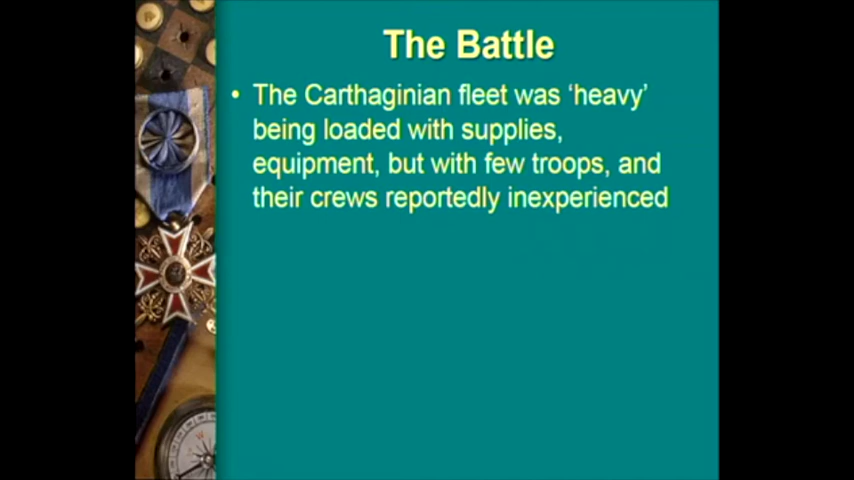 The Battle
• The Carthaginian fleet was ‘heavy’
being loaded with supplies,
equipment, but with few troops, and
their crews reportedly inexperienced